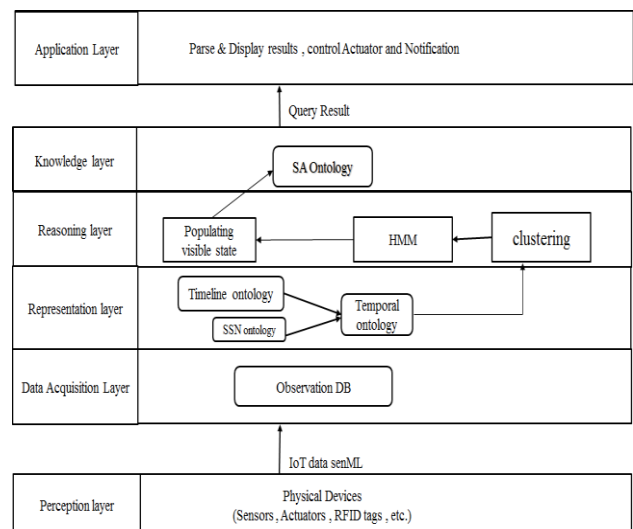 Application Layer
Parse & Display results , control Actuator and Notification
Query Result
Knowledge layer
SA Ontology
Reasoning layer
Populating
visible state
HMM
clustering
Representation layer
Timeline ontology
SSN ontology
Temporal
ontology
Data Acquisition Layer
Observation DB
IoT data senML
Perception layer
Physical Devices
(Sensors , Actuators , RFID tags , etc.)